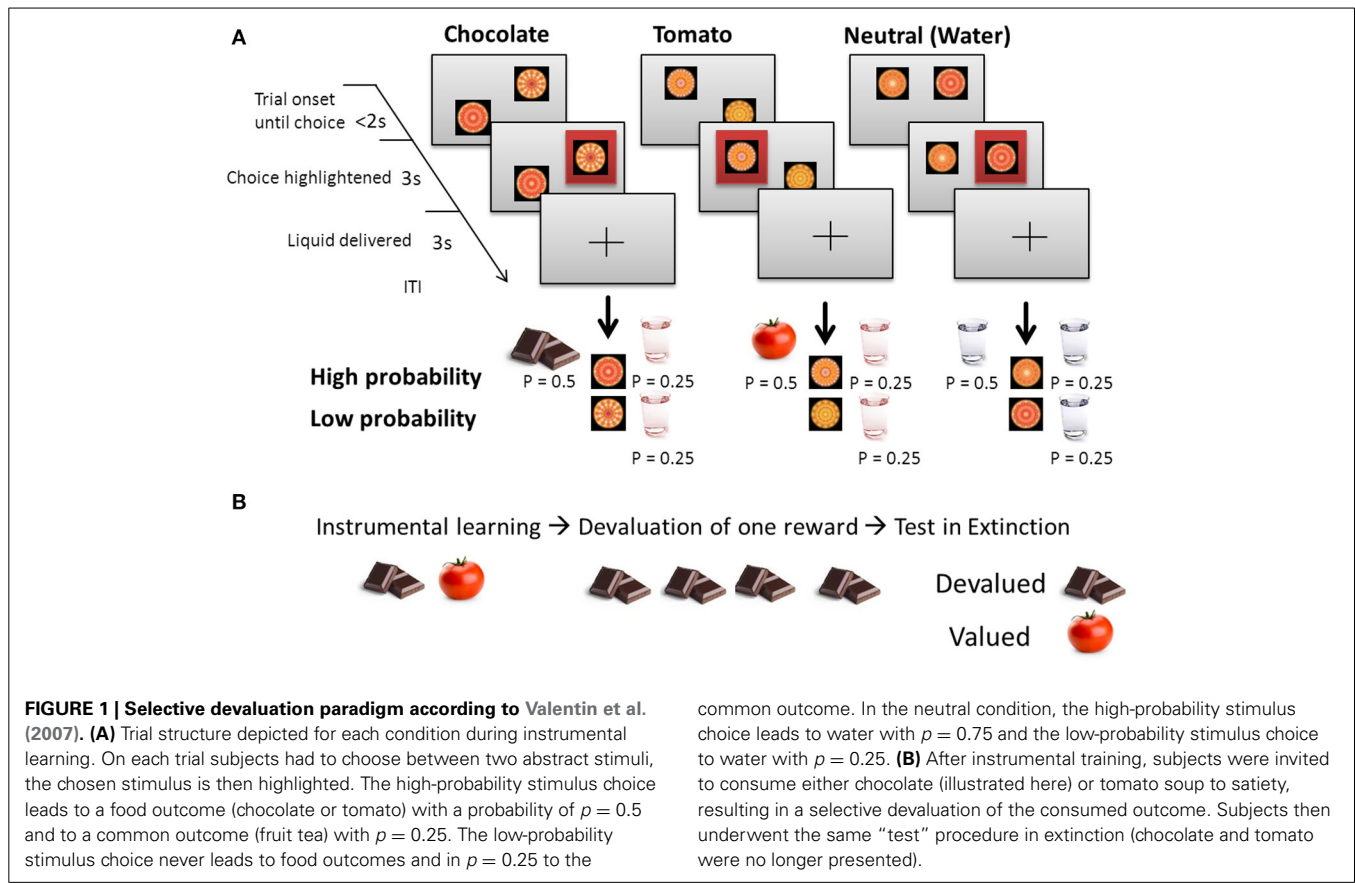 A
Chocolate Tomato Neutral (Water)
Trial onset
until choice <2s
Choice highlightened 3s
Liquid delivered 3s
ITI
High probability P = 0.5 P = 0.25 P = 0.5 P = 0.25 P = 0.5 P = 0.25
Low probability
P = 0.25 P = 0.25 P = 0.25
B
Instrumental learning → Devaluation of one reward → Test in Extinction
Devalued
Valued
FIGURE 1 | Selective devaluation paradigm according to Valentin et al.
(2007). (A) Trial structure depicted for each condition during instrumental
learning. On each trial subjects had to choose between two abstract stimuli,
the chosen stimulus is then highlighted. The high-probability stimulus choice
leads to a food outcome (chocolate or tomato) with a probability of p = 0.5
and to a common outcome (fruit tea) with p = 0.25. The low-probability
stimulus choice never leads to food outcomes and in p = 0.25 to the
common outcome. In the neutral condition, the high-probability stimulus
choice leads to water with p = 0.75 and the low-probability stimulus choice
to water with p = 0.25. (B) After instrumental training, subjects were invited
to consume either chocolate (illustrated here) or tomato soup to satiety,
resulting in a selective devaluation of the consumed outcome. Subjects then
underwent the same “test” procedure in extinction (chocolate and tomato
were no longer presented).